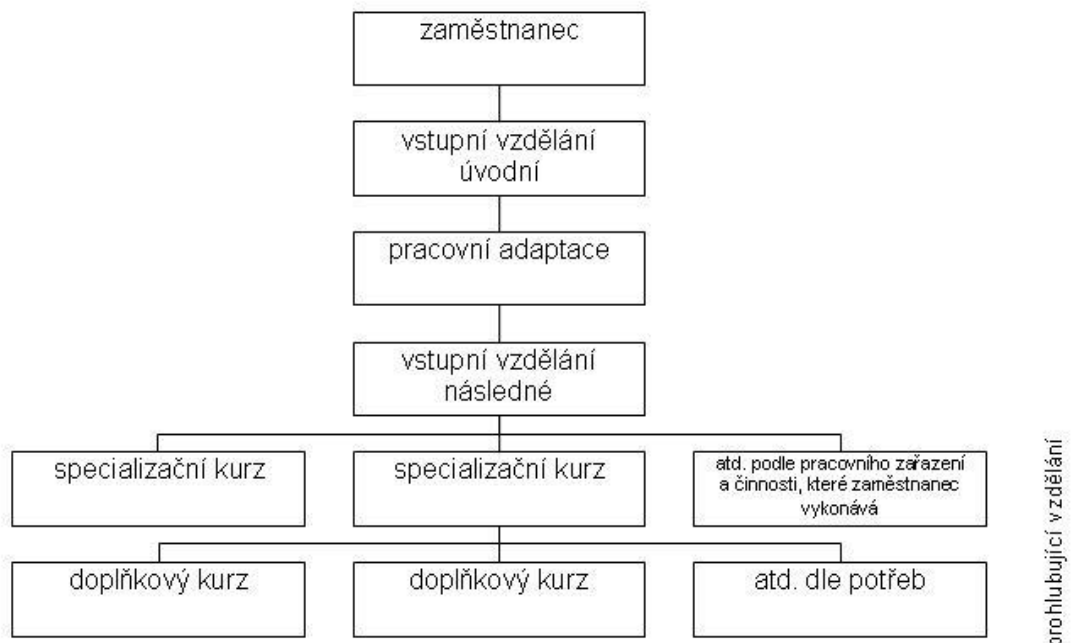 zaměstnanec
vstupní vzdělání
úvodní
pracovní adaptace
vstupní vzdělání
následné
specializační kurz
specializační kurz
atd. podle pracovního zařazení
a činnosti, které zaměstnanec
vykonává
doplňkový kurz
doplňkový kurz
atd. dle potřeb
prohlubující vzdělání